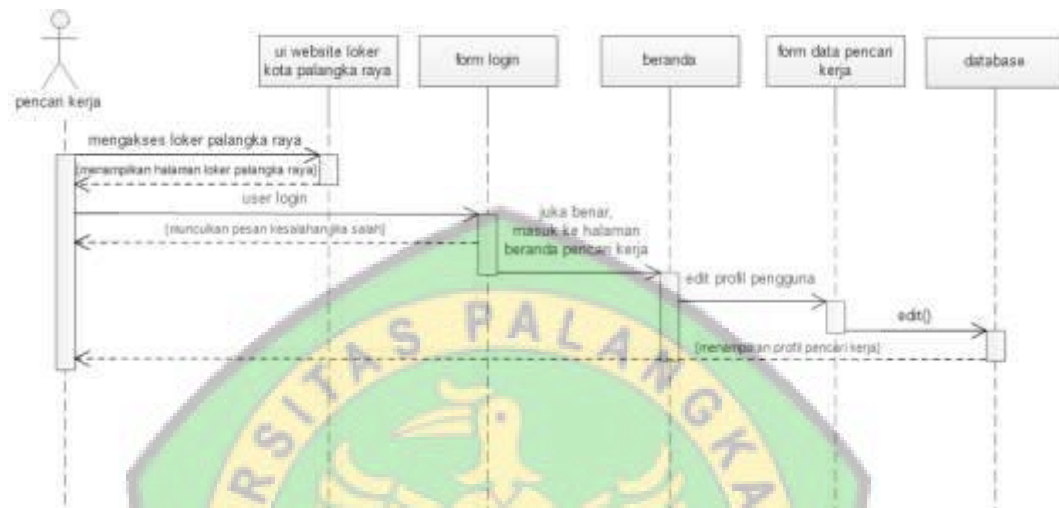 ui website loker
kota palangka raya
form login
beranda
form data pencari
kerja
database
pencari kerja
mengakses loker palangka raya
[menampilkan halaman loker palangka raya]
user login
[munculkan pesan kesalahan jika salah]
juka benar,
masuk ke halaman
beranda pencari kerja
edit profil pengguna
edit()
profil pencari kerja]
RSITAS PALANGKA